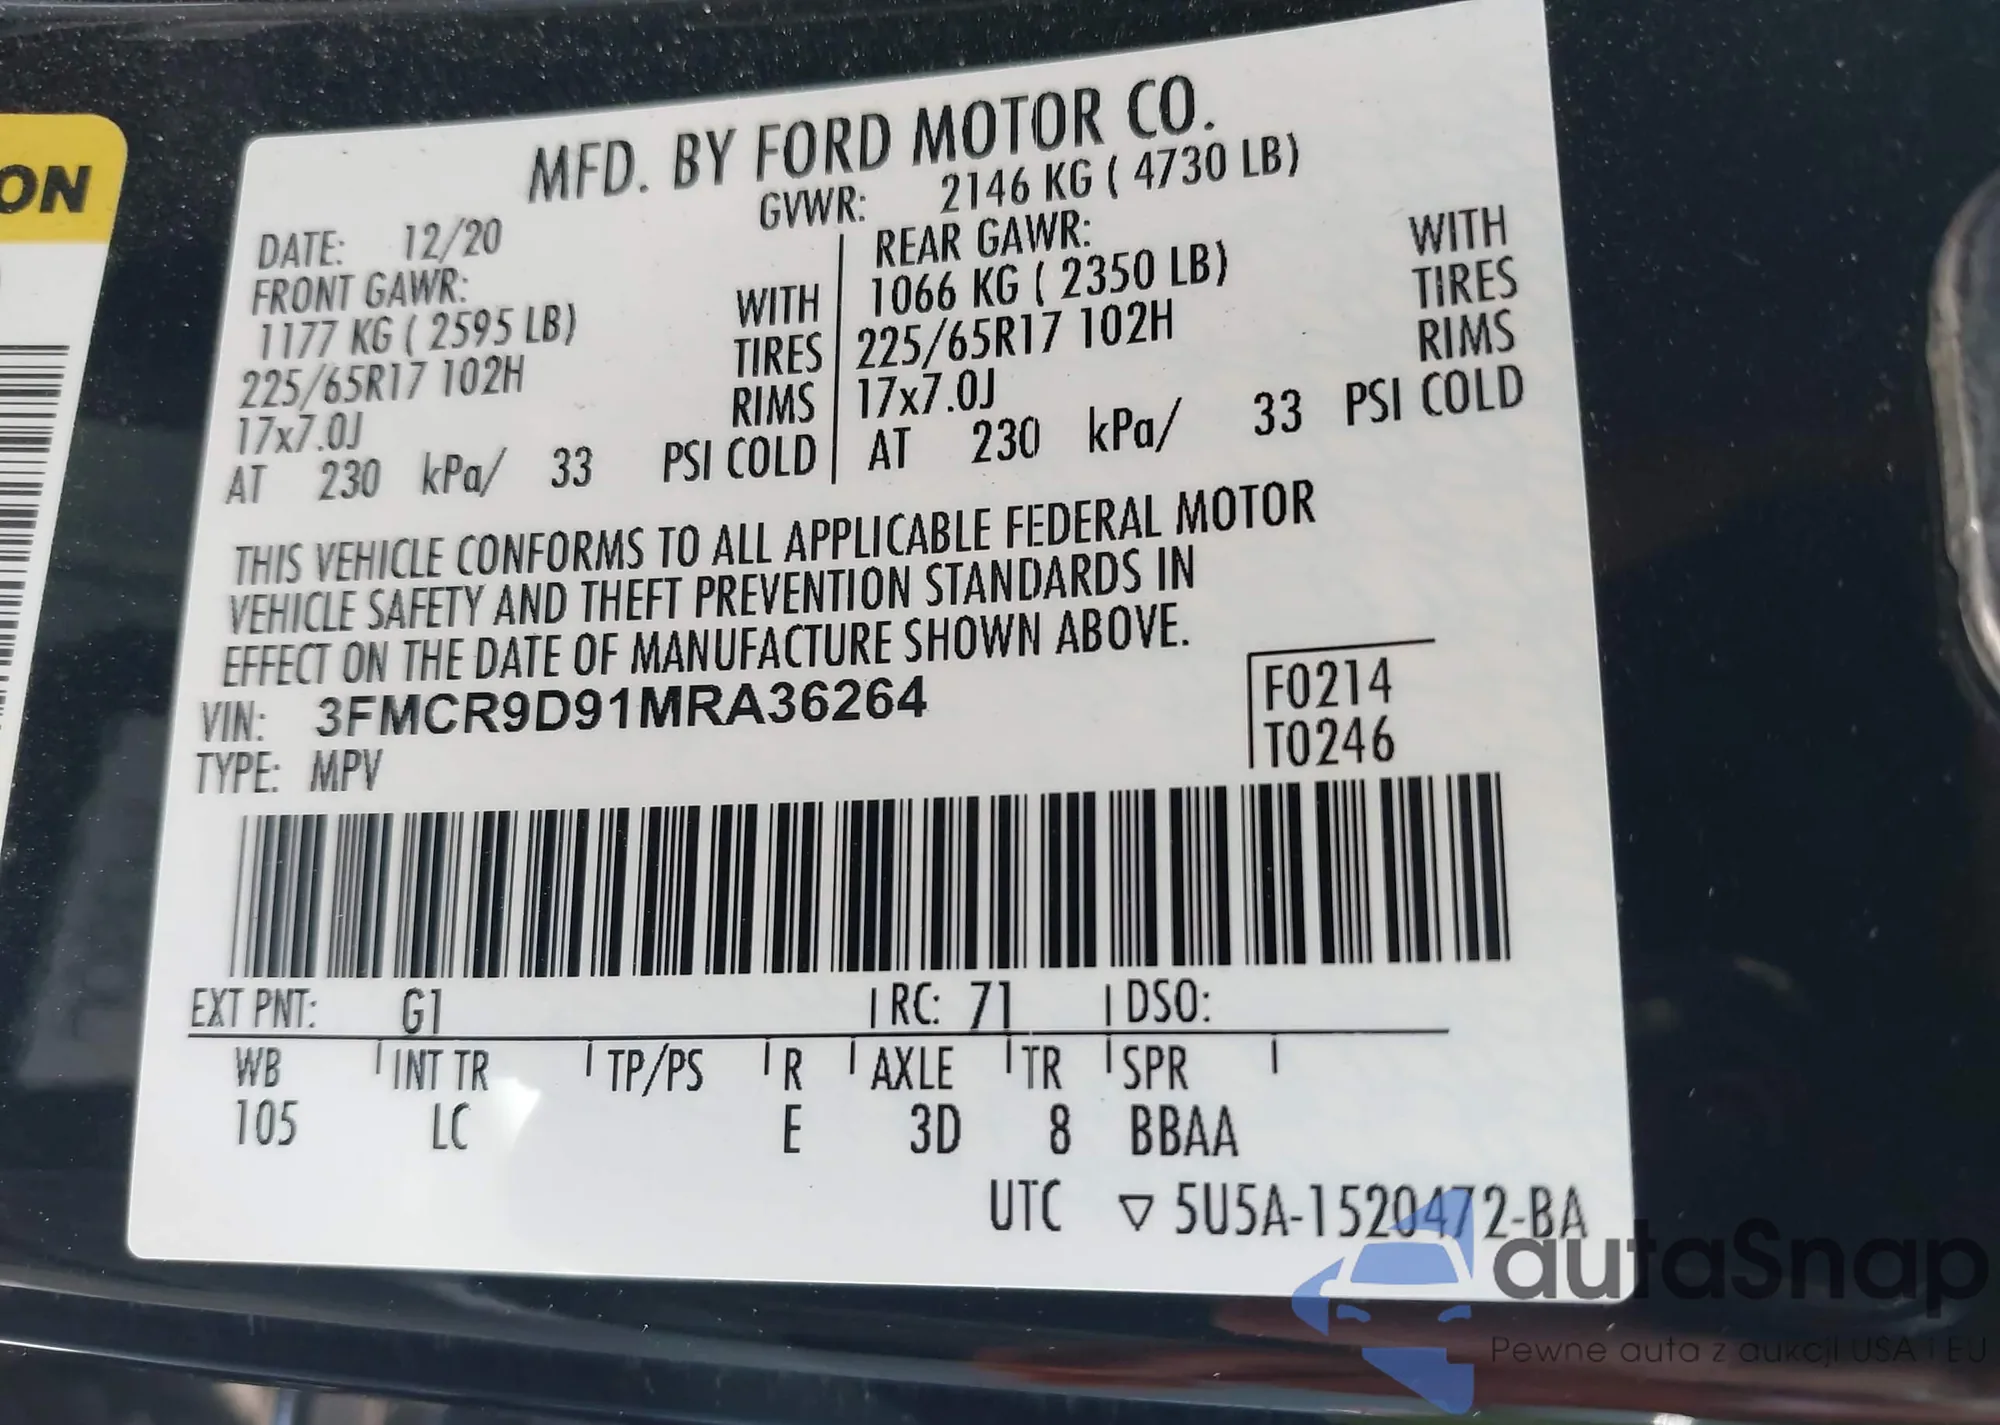 ON
MFD. BY FORD MOTOR CO.
DATE: 12/20 GVWR: 2146 KG ( 4730 LB)
FRONT GAWR: REAR GAWR:
1177 KG ( 2595 LB) WITH 1066 KG ( 2350 LB) WITH
225/65R17 102H TIRES 225/65R17 102H TIRES
17x7.0J RIMS 17x7.0J RIMS
AT 230 kPa/ 33 PSI COLD AT 230 kPa/ 33 PSI COLD
THIS VEHICLE CONFORMS TO ALL APPLICABLE FEDERAL MOTOR
VEHICLE SAFETY AND THEFT PREVENTION STANDARDS IN
EFFECT ON THE DATE OF MANUFACTURE SHOWN ABOVE.
VIN: 3FMCR9D91MRA36264 F0214
TYPE: MPV T0246
EXT PNT: G1 RC: 71 DSO:
WB INT TR TP/PS R AXLE TR SPR
105 LC E 3D 8 BBAA
UTC ▽ 5U5A-1520472-BA
autaSnap
Pewne auta z aukcji USA i EU